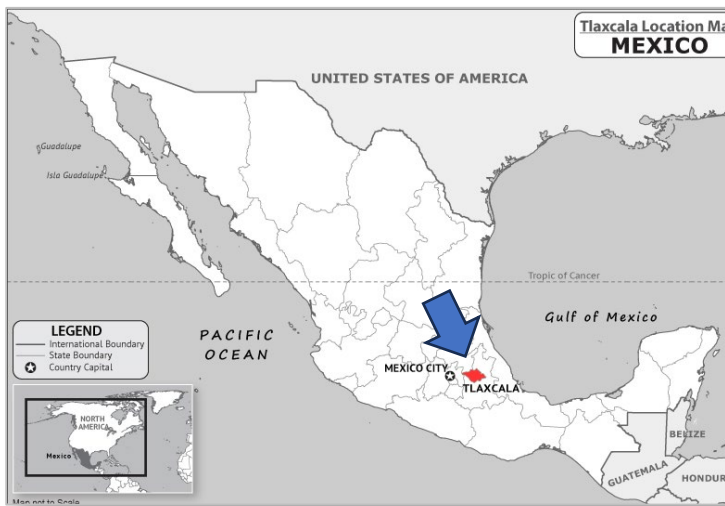 Tlaxcala Location Ma
MEXICO
UNITED STATES OF AMERICA
Guadalupe
Isla Guadalupe
Tropic of Cancer
Gulf of Mexico
PACIFIC
OCEAN
LEGEND
International Boundary
State Boundary
Country Capital
MEXICO CITY
TLAXCALA
NORTH
AMERICA
Mexico
BELIZE
GUATEMALA
HONDUR
Map not to Scale